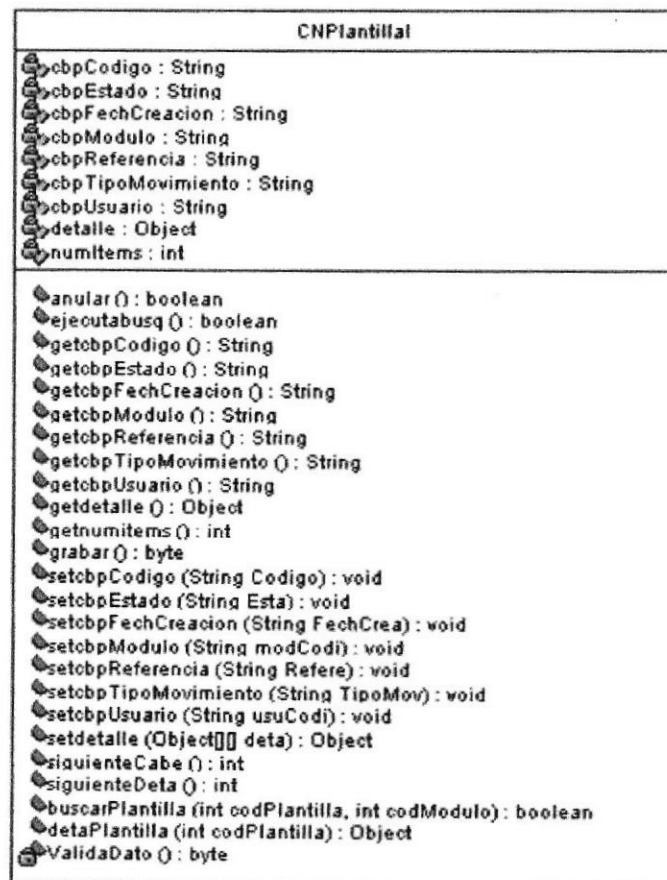 CNPlantillaI
cbpCodigo : String
cbpEstado : String
cbpFechCreacion : String
cbpModulo : String
cbpReferencia : String
cbpTipoMovimiento : String
cbpUsuario : String
detalle : Object
numItems : int
anular () : boolean
ejecutabusq () : boolean
getcbpCodigo () : String
getcbpEstado () : String
getcbpFechCreacion () : String
getcbpModulo () : String
getcbpReferencia () : String
getcbpTipoMovimiento () : String
getcbpUsuario () : String
getdetalle () : Object
getnumitems () : int
grabar () : byte
setcbpCodigo (String Codigo) : void
setcbpEstado (String Esta) : void
setcbpFechCreacion (String FechCrea) : void
setcbpModulo (String modCodi) : void
setcbpReferencia (String Refere) : void
setcbpTipoMovimiento (String TipoMov) : void
setcbpUsuario (String usuCodi) : void
setdetalle (Object[][] deta) : Object
siguienteCabe () : int
siguienteDeta () : int
buscarPlantilla (int codPlantilla, int codModulo) : boolean
detaPlantilla (int codPlantilla) : Object
ValidaDato () : byte